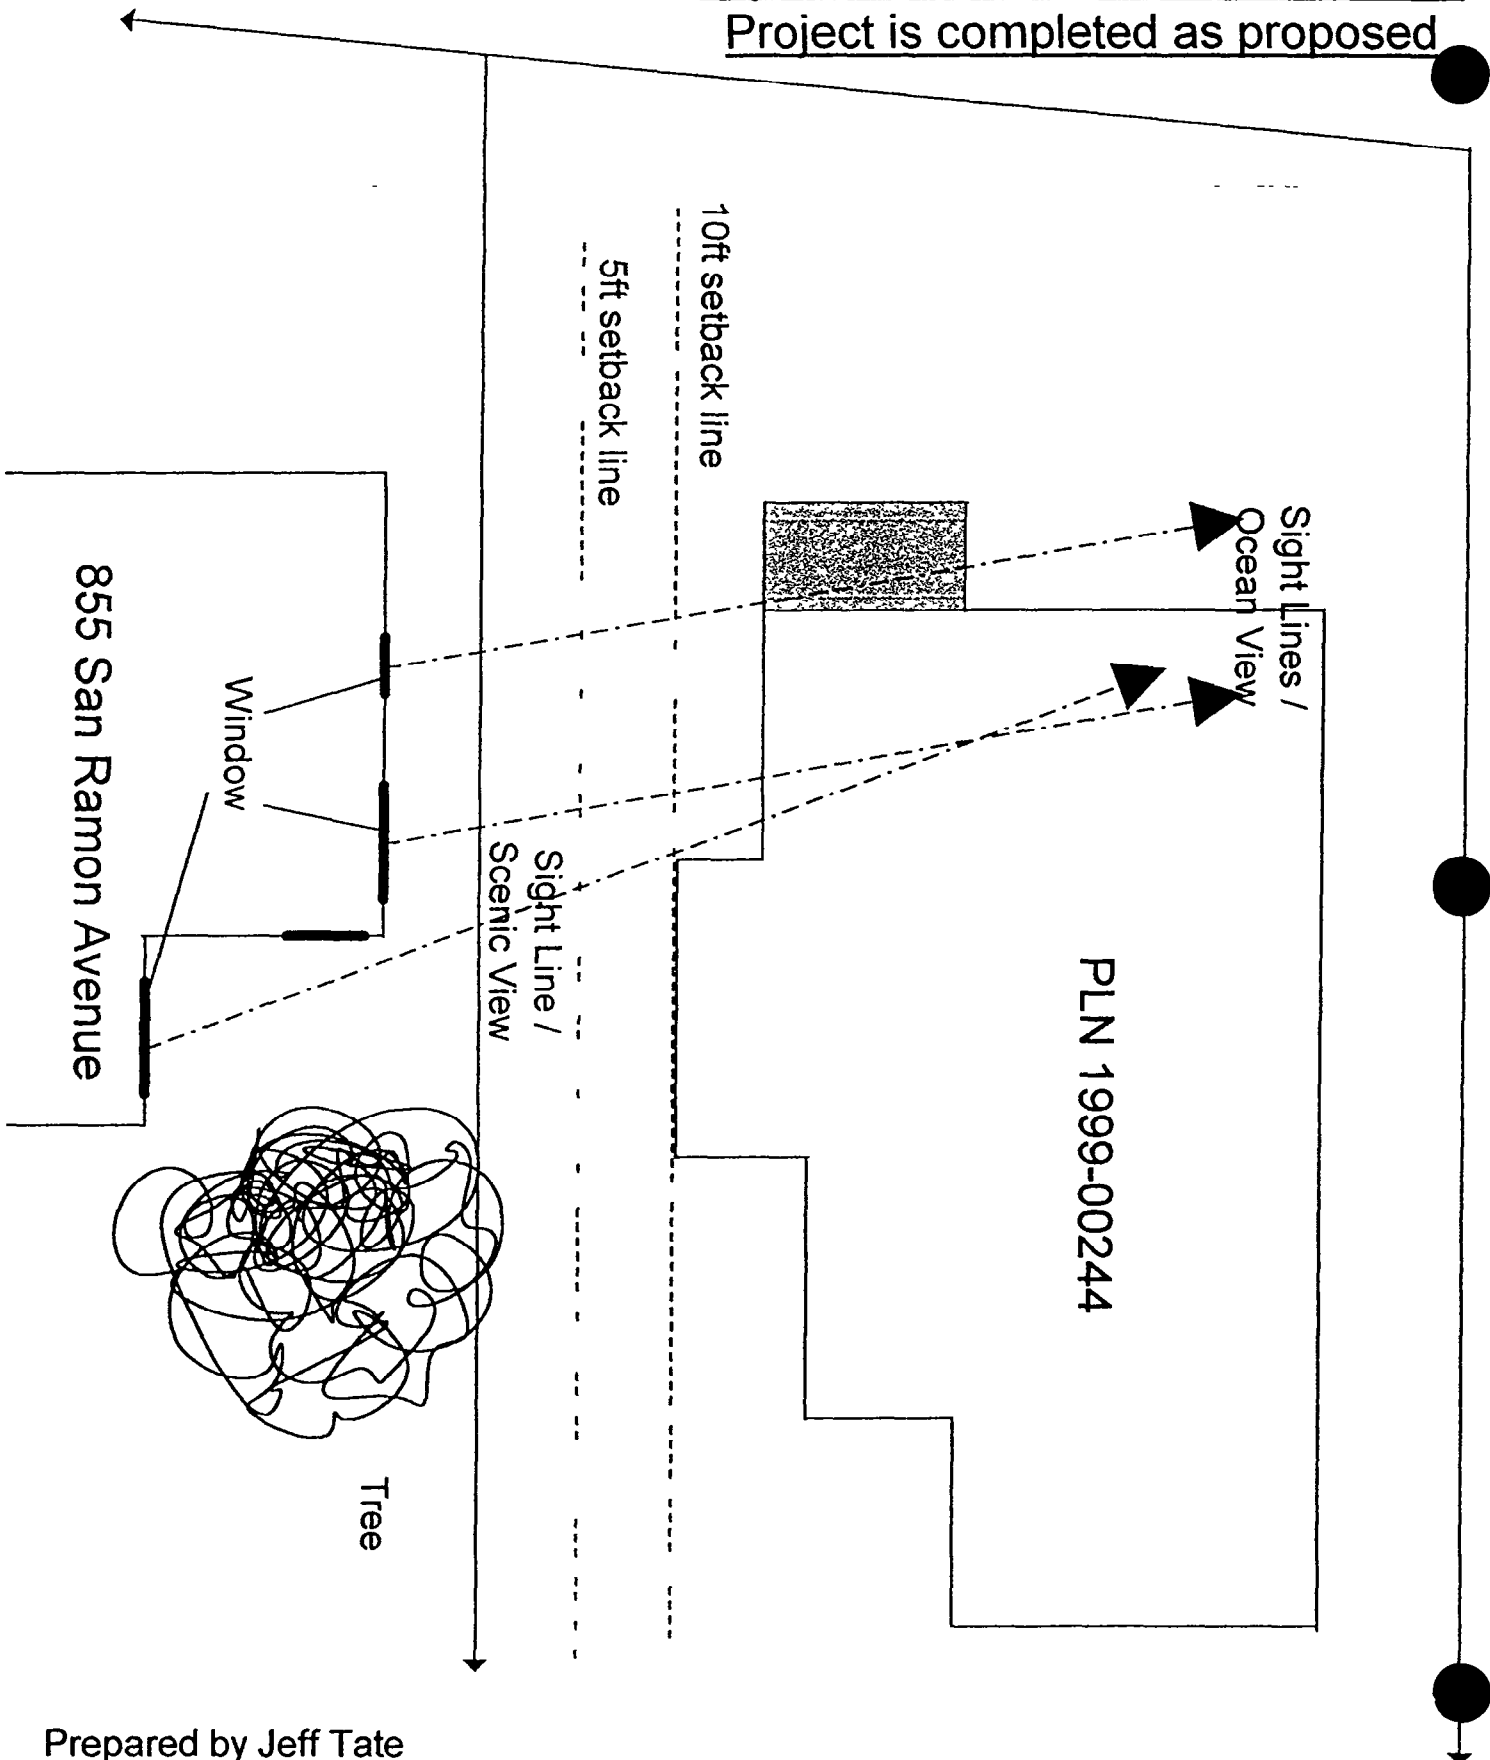 Project is completed as proposed
10ft setback line
5ft setback line
Sight Lines /
Ocean View
855 San Ramon Avenue
Window
Sight Line /
Scenic View
PLN 1999-00244
Tree
Prepared by Jeff Tate